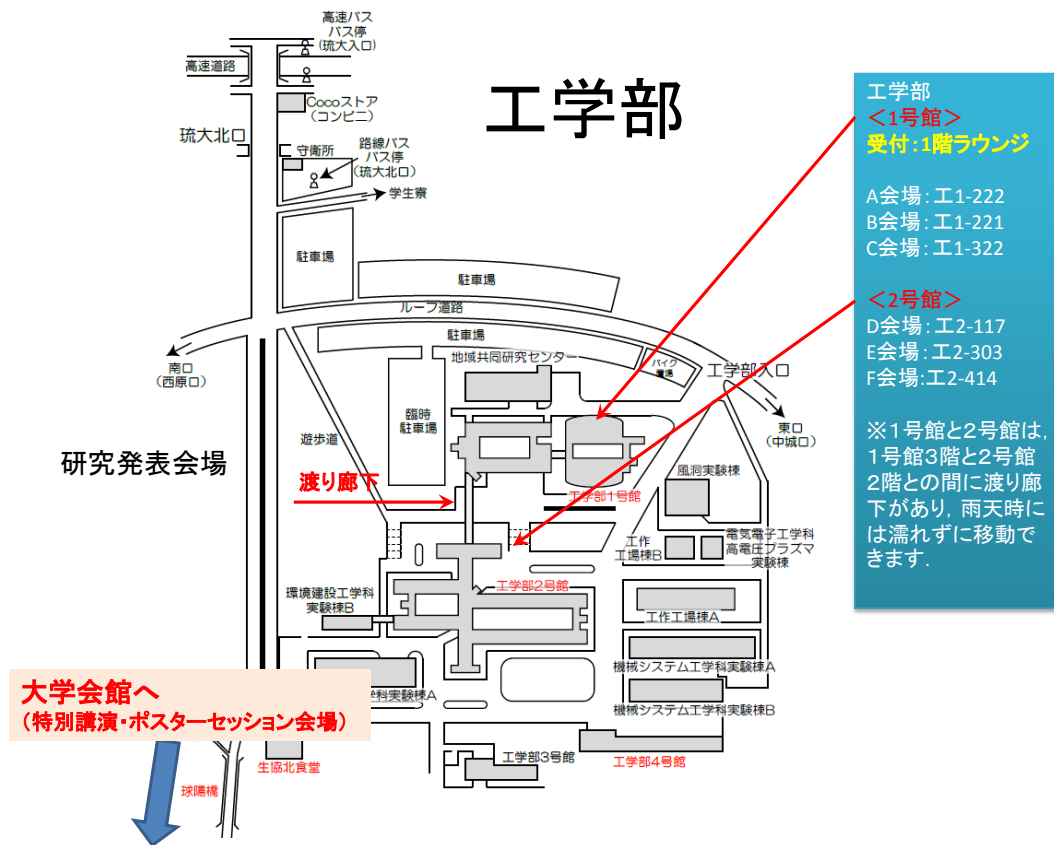 高速バス
バス停
(琉大入口)
高速道路
Cocoストア
(コンビニ)
琉大北口
守衛所
路線バス
バス停
(琉大北口)
学生寮
工学部
駐車場
駐車場
ループ道路
駐車場
地域共同研究センター
バイク
置場
工学部入口
南口
(西原口)
東口
(中城口)
臨時
駐車場
遊歩道
研究発表会場
渡り廊下
工学部1号館
風洞実験棟
工作
工場棟B
電気電子工学科
高電圧プラズマ
実験棟
工学部2号館
環境建設工学科
実験棟B
工作工場棟A
機械システム工学科実験棟A
学科実験棟A
機械システム工学科実験棟B
大学会館へ
(特別講演・ポスターセッション会場)
工学部3号館
工学部4号館
生協北食堂
球陽橋
工学部
＜1号館＞
受付：1階ラウンジ
A会場：工1-222
B会場：工1-221
C会場：工1-322
＜2号館＞
D会場：工2-117
E会場：工2-303
F会場:工2-414
※１号館と２号館は，
１号館３階と２号館
２階との間に渡り廊
下があり，雨天時に
は濡れずに移動で
きます．